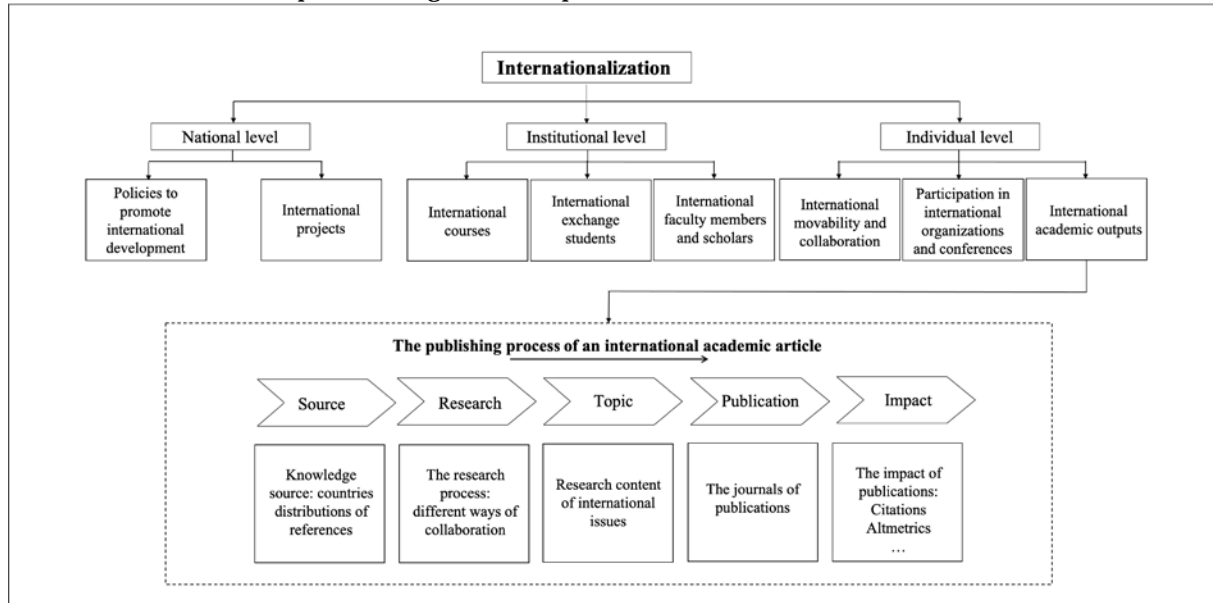 Internationalization
National level
Institutional level
Individual level
Policies to
promote
international
development
International
projects
International
courses
International
exchange
students
International
faculty members
and scholars
International
movability and
collaboration
Participation in
international
organizations
and conferences
International
academic outputs
The publishing process of an international academic article
Source
Research
Topic
Publication
Impact
Knowledge
source: countries
distributions of
references
The research
process:
different ways of
collaboration
Research content
of international
issues
The journals of
publications
The impact of
publications:
Citations
Altmetrics
…